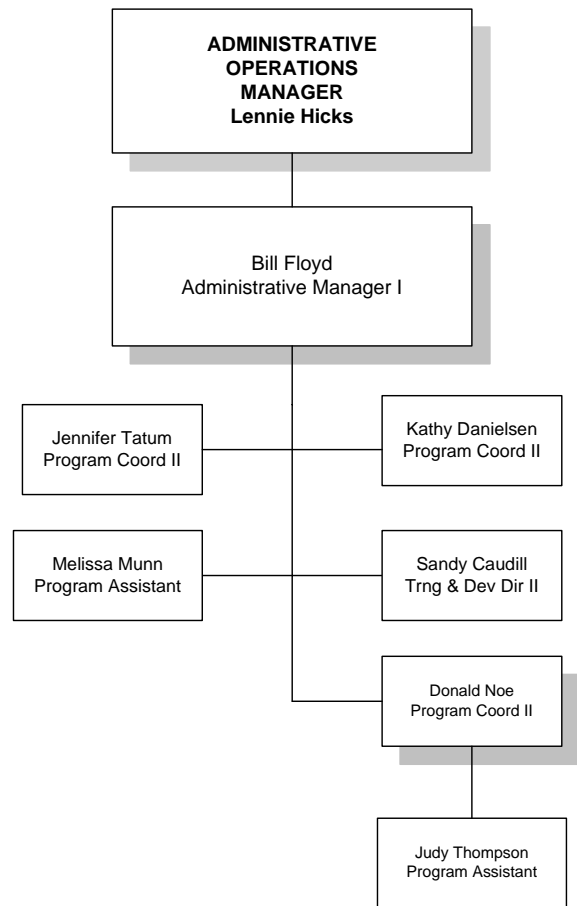 ADMINISTRATIVE
OPERATIONS
MANAGER
Lennie Hicks
Bill Floyd
Administrative Manager I
Jennifer Tatum
Program Coord II
Kathy Danielsen
Program Coord II
Melissa Munn
Program Assistant
Sandy Caudill
Trng & Dev Dir II
Donald Noe
Program Coord II
Judy Thompson
Program Assistant